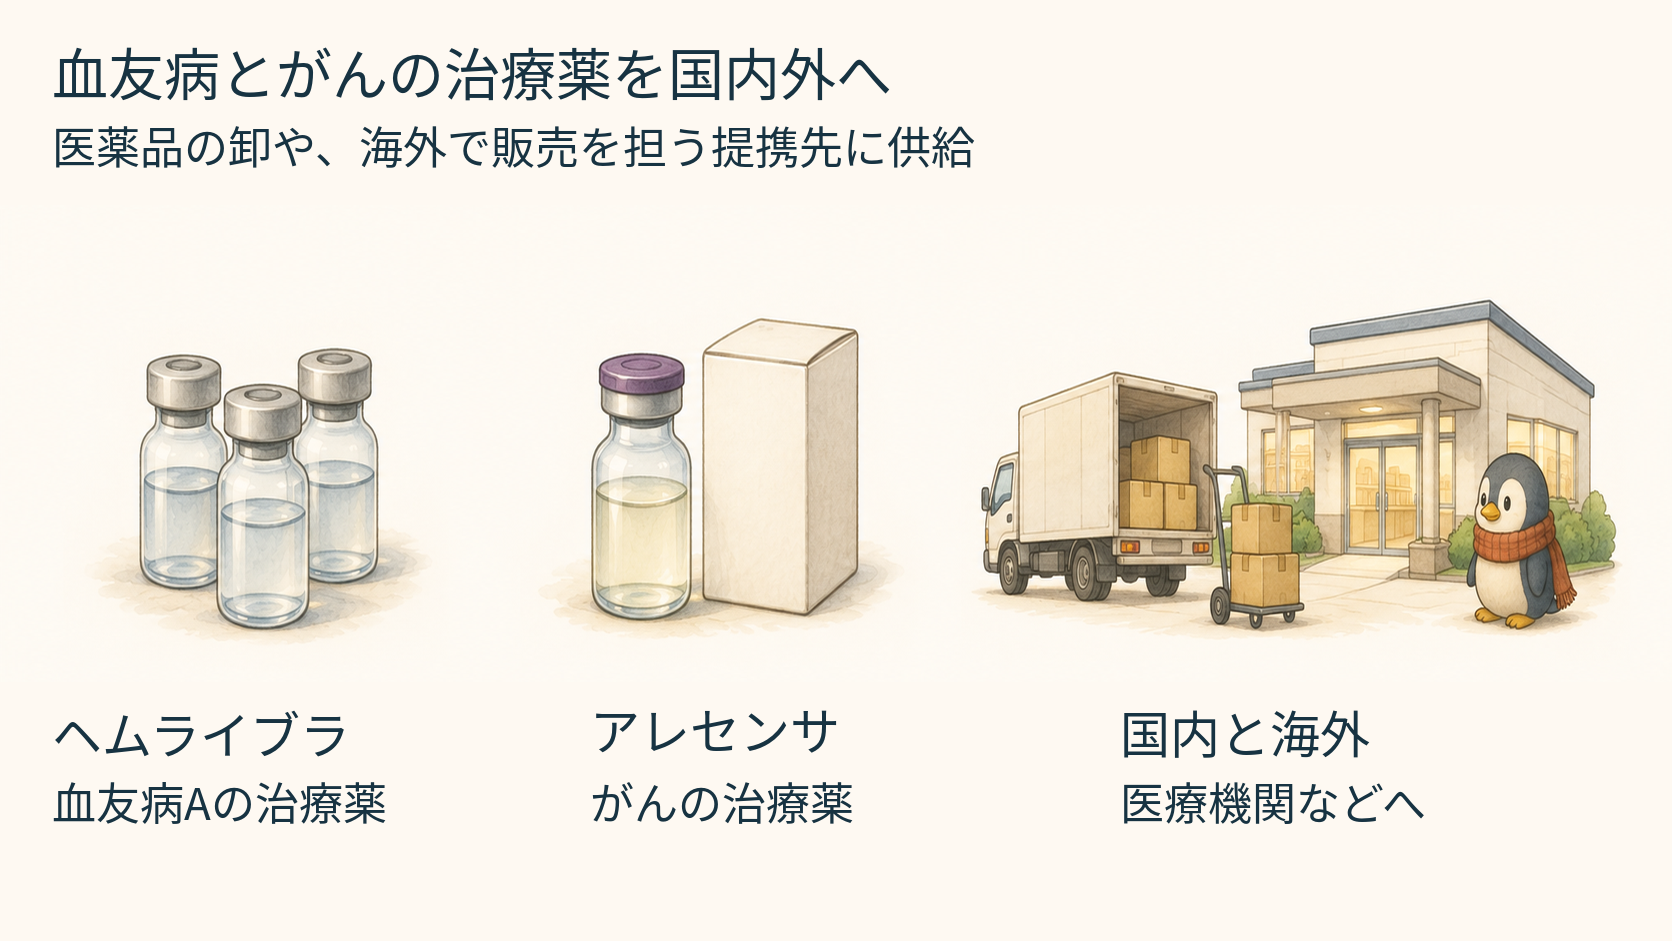 血友病とがんの治療薬を国内外へ
医薬品の卸や、海外で販売を担う提携先に供給
ヘムライブラ
血友病Aの治療薬
アレセンサ
がんの治療薬
国内と海外
医療機関などへ